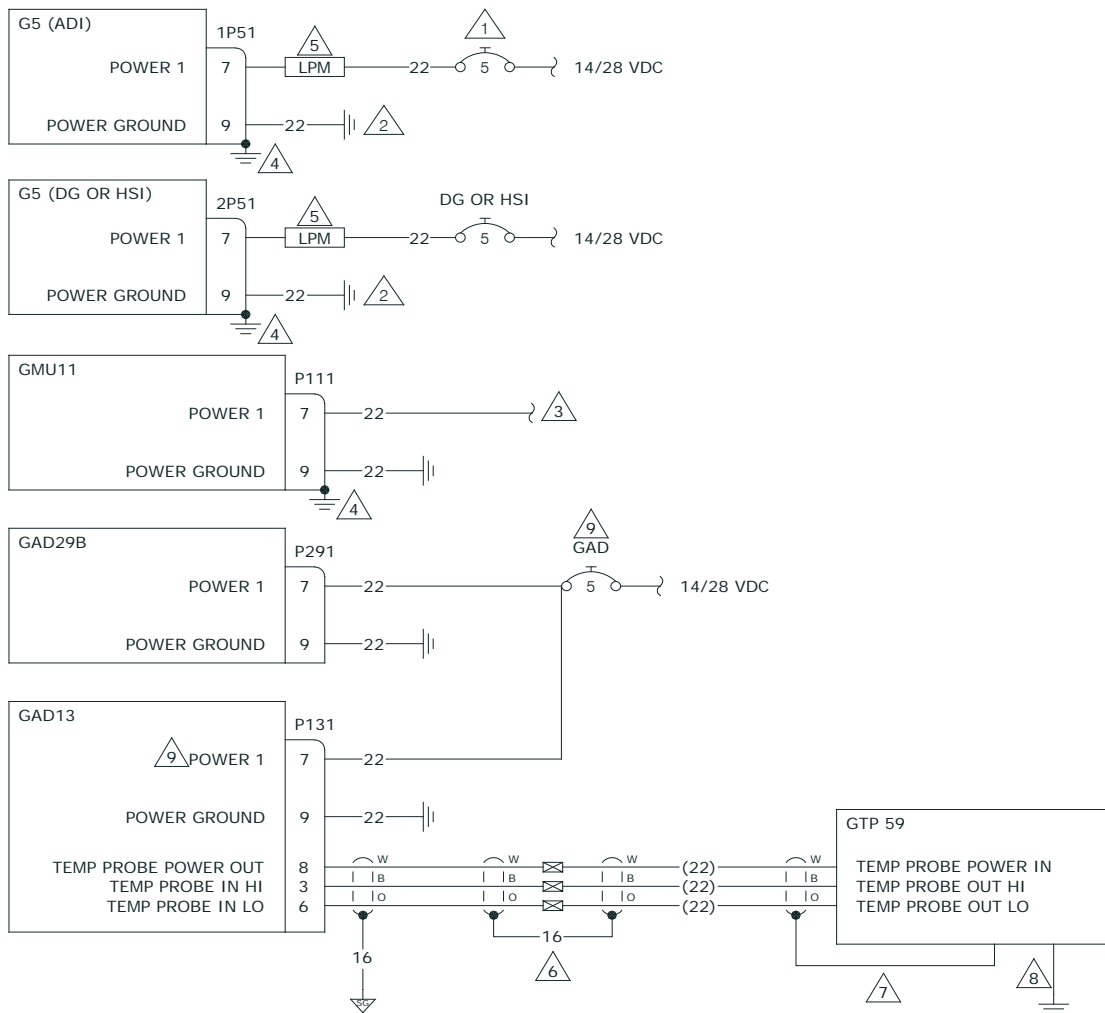 G5 (ADI)
1P51
1
5
POWER 1 7 LPM 22 5 14/28 VDC
POWER GROUND 9 22 2
4
G5 (DG OR HSI)
2P51
DG OR HSI
5
POWER 1 7 LPM 22 5 14/28 VDC
POWER GROUND 9 22 2
4
GMU11
P111
POWER 1 7 22 3
POWER GROUND 9 22
4
GAD29B
P291
9
GAD
POWER 1 7 22 5 14/28 VDC
POWER GROUND 9 22
GAD13
P131
9 POWER 1 7 22
POWER GROUND 9 22
GTP 59
TEMP PROBE POWER OUT 8 W W W (22) W TEMP PROBE POWER IN
TEMP PROBE IN HI 3 B B B (22) B TEMP PROBE OUT HI
TEMP PROBE IN LO 6 O O O (22) O TEMP PROBE OUT LO
16
16
6
7
8
SG